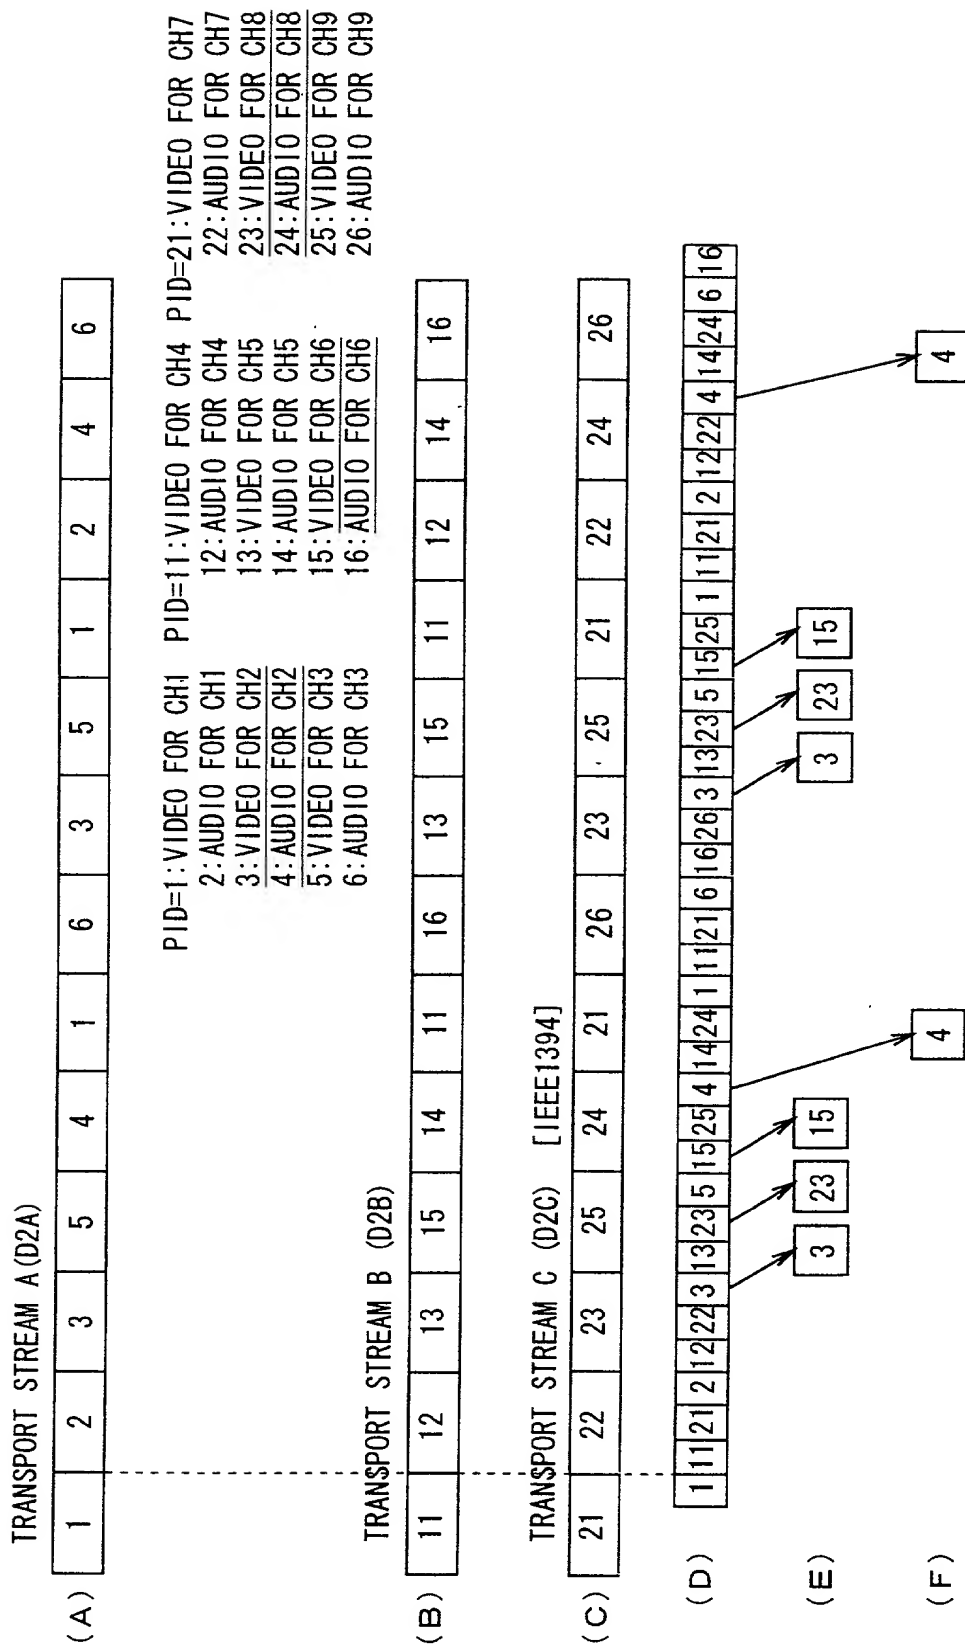 TRANSPORT STREAM A(D2A)
(A) 1 2 3 5 4 1 6 3 5 1 2 4 6
PID=1:VIDEO FOR CH1 PID=11:VIDEO FOR CH4 PID=21:VIDEO FOR CH7
2:AUDIO FOR CH1 12:AUDIO FOR CH4 22:AUDIO FOR CH7
3:VIDEO FOR CH2 13:VIDEO FOR CH5 23:VIDEO FOR CH8
4:AUDIO FOR CH2 14:AUDIO FOR CH5 24:AUDIO FOR CH8
5:VIDEO FOR CH3 15:VIDEO FOR CH6 25:VIDEO FOR CH9
6:AUDIO FOR CH3 16:AUDIO FOR CH6 26:AUDIO FOR CH9
TRANSPORT STREAM B (D2B)
(B) 11 12 13 15 14 11 16 13 15 11 12 14 16
TRANSPORT STREAM C (D2C) [IEEE1394]
(C) 21 22 23 25 24 21 26 23 25 21 22 24 26
(D) 1 11 21 2 12 22 3 13 23 5 15 25 4 14 24 1 11 21 6 16 26 3 13 23 5 15 25 1 11 21 2 12 22 4 14 24 6 16
(E) 3 23 15 3 23 15
(F) 4 4